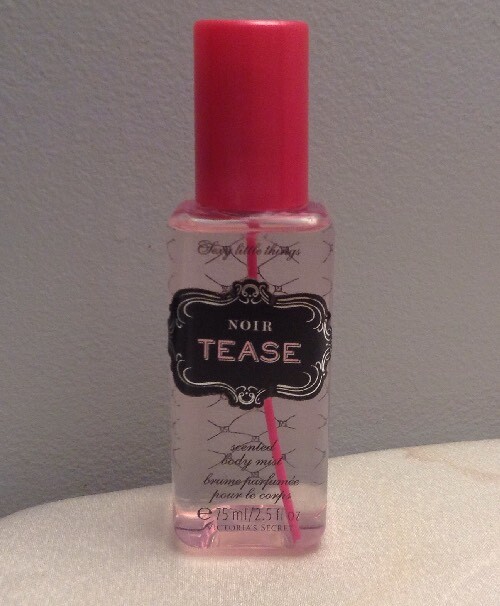 Sexy little things
NOIR
TEASE
scented
body mist
brume parfumée
pour le corps
℮ 75 ml/2.5 fl oz
VICTORIA'S SECRET